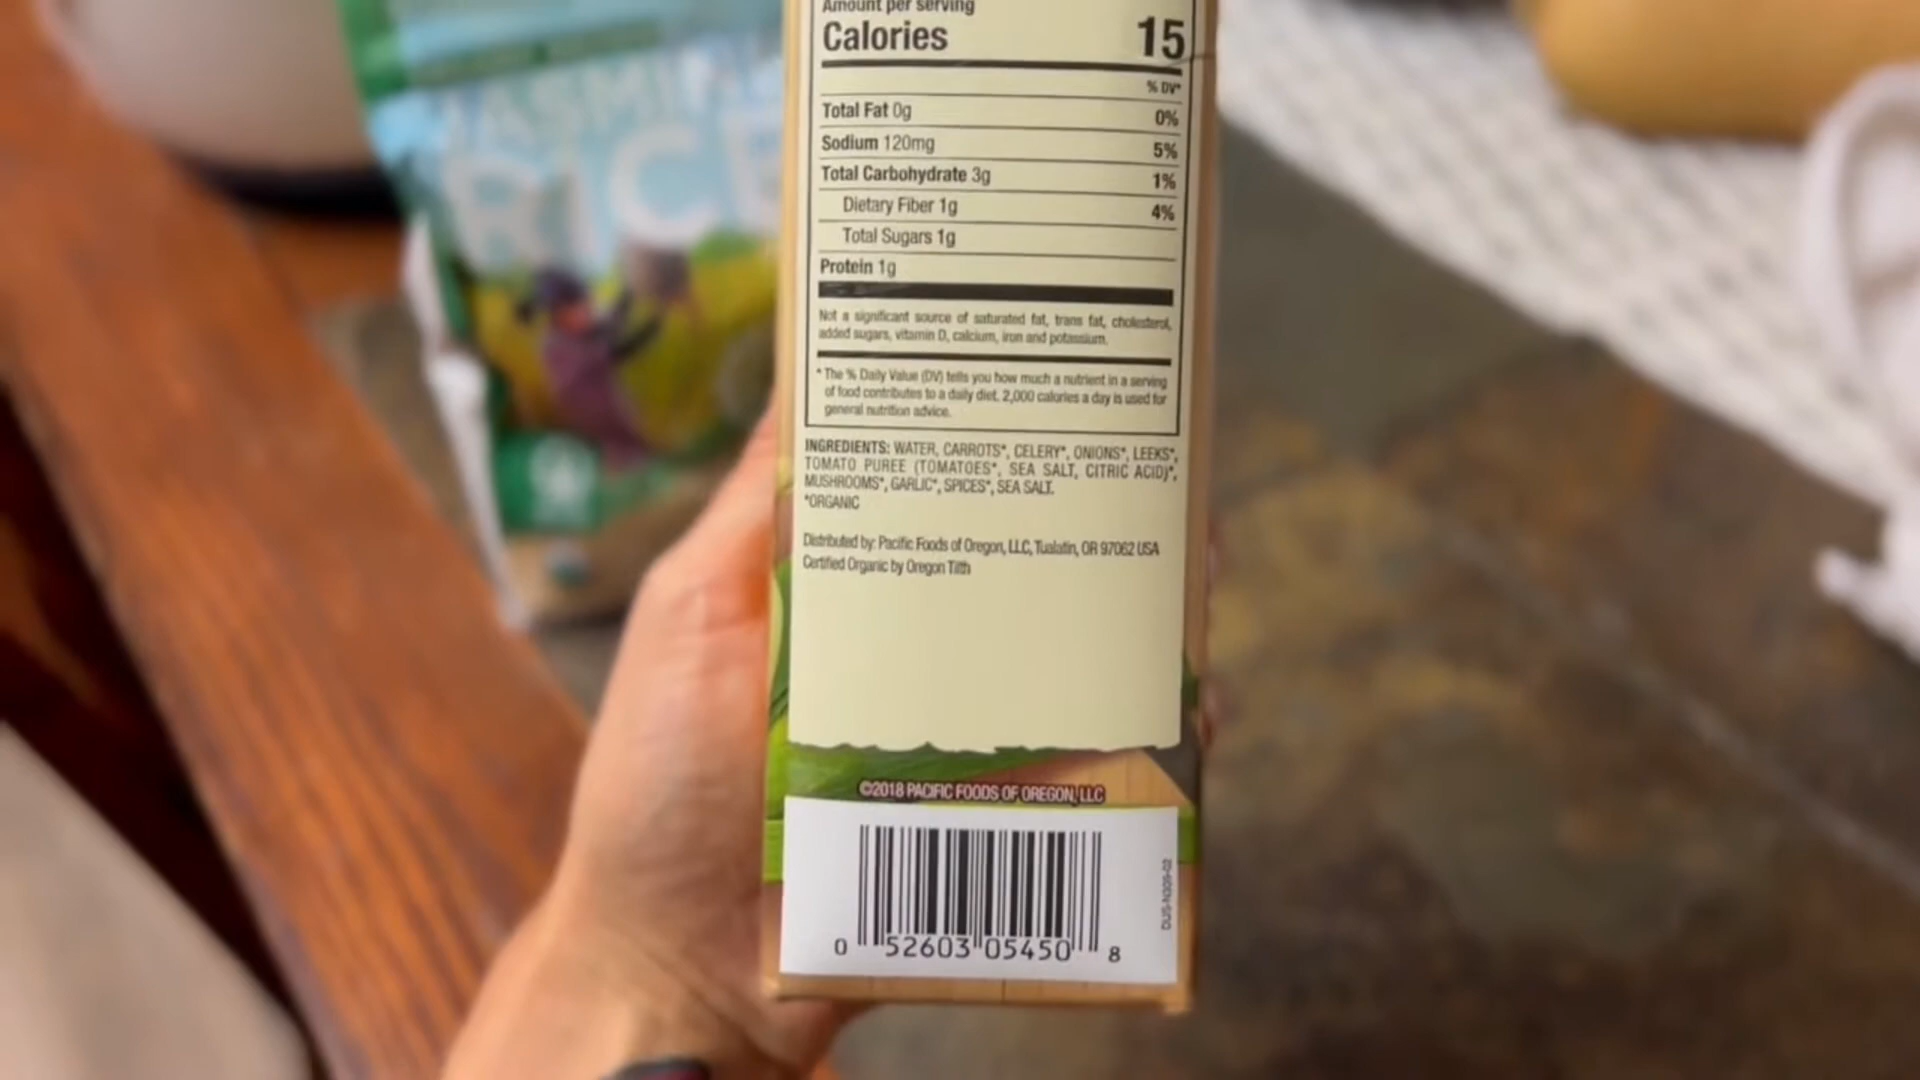 Amount per serving
Calories 15
% DV*
Total Fat 0g 0%
Sodium 120mg 5%
Total Carbohydrate 3g 1%
Dietary Fiber 1g 4%
Total Sugars 1g
Protein 1g
Not a significant source of saturated fat, trans fat, cholesterol,
added sugars, vitamin D, calcium, iron and potassium.
* The % Daily Value (DV) tells you how much a nutrient in a serving
of food contributes to a daily diet. 2,000 calories a day is used for
general nutrition advice.
INGREDIENTS: WATER, CARROTS*, CELERY*, ONIONS*, LEEKS*,
TOMATO PUREE (TOMATOES*, SEA SALT, CITRIC ACID)*,
MUSHROOMS*, GARLIC*, SPICES*, SEA SALT.
*ORGANIC
Distributed by: Pacific Foods of Oregon, LLC, Tualatin, OR 97062 USA
Certified Organic by Oregon Tilth
©2018 PACIFIC FOODS OF OREGON, LLC
0 52603 05450 8
DUS-N309-02
JASMINE
RICE